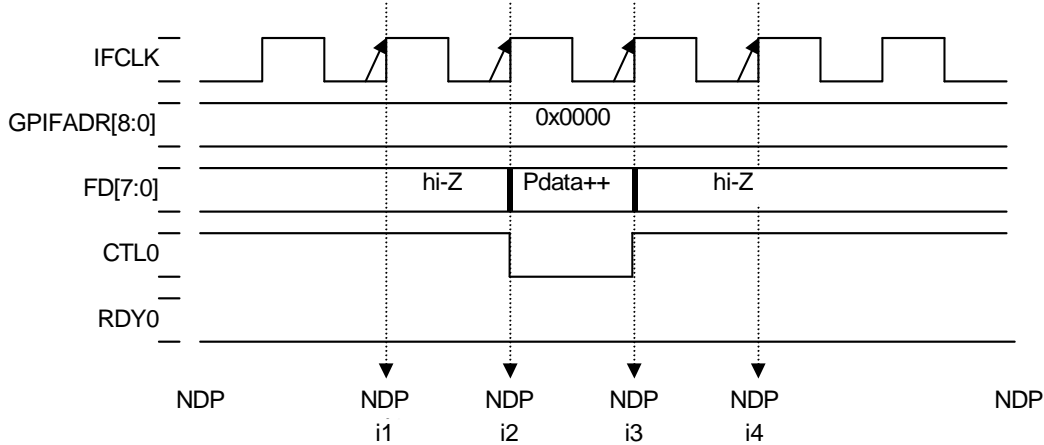 IFCLK
GPIFADR[8:0]
0x0000
FD[7:0]
hi-Z
Pdata++
hi-Z
CTL0
RDY0
NDP NDP NDP NDP NDP NDP
i1 i2 i3 i4